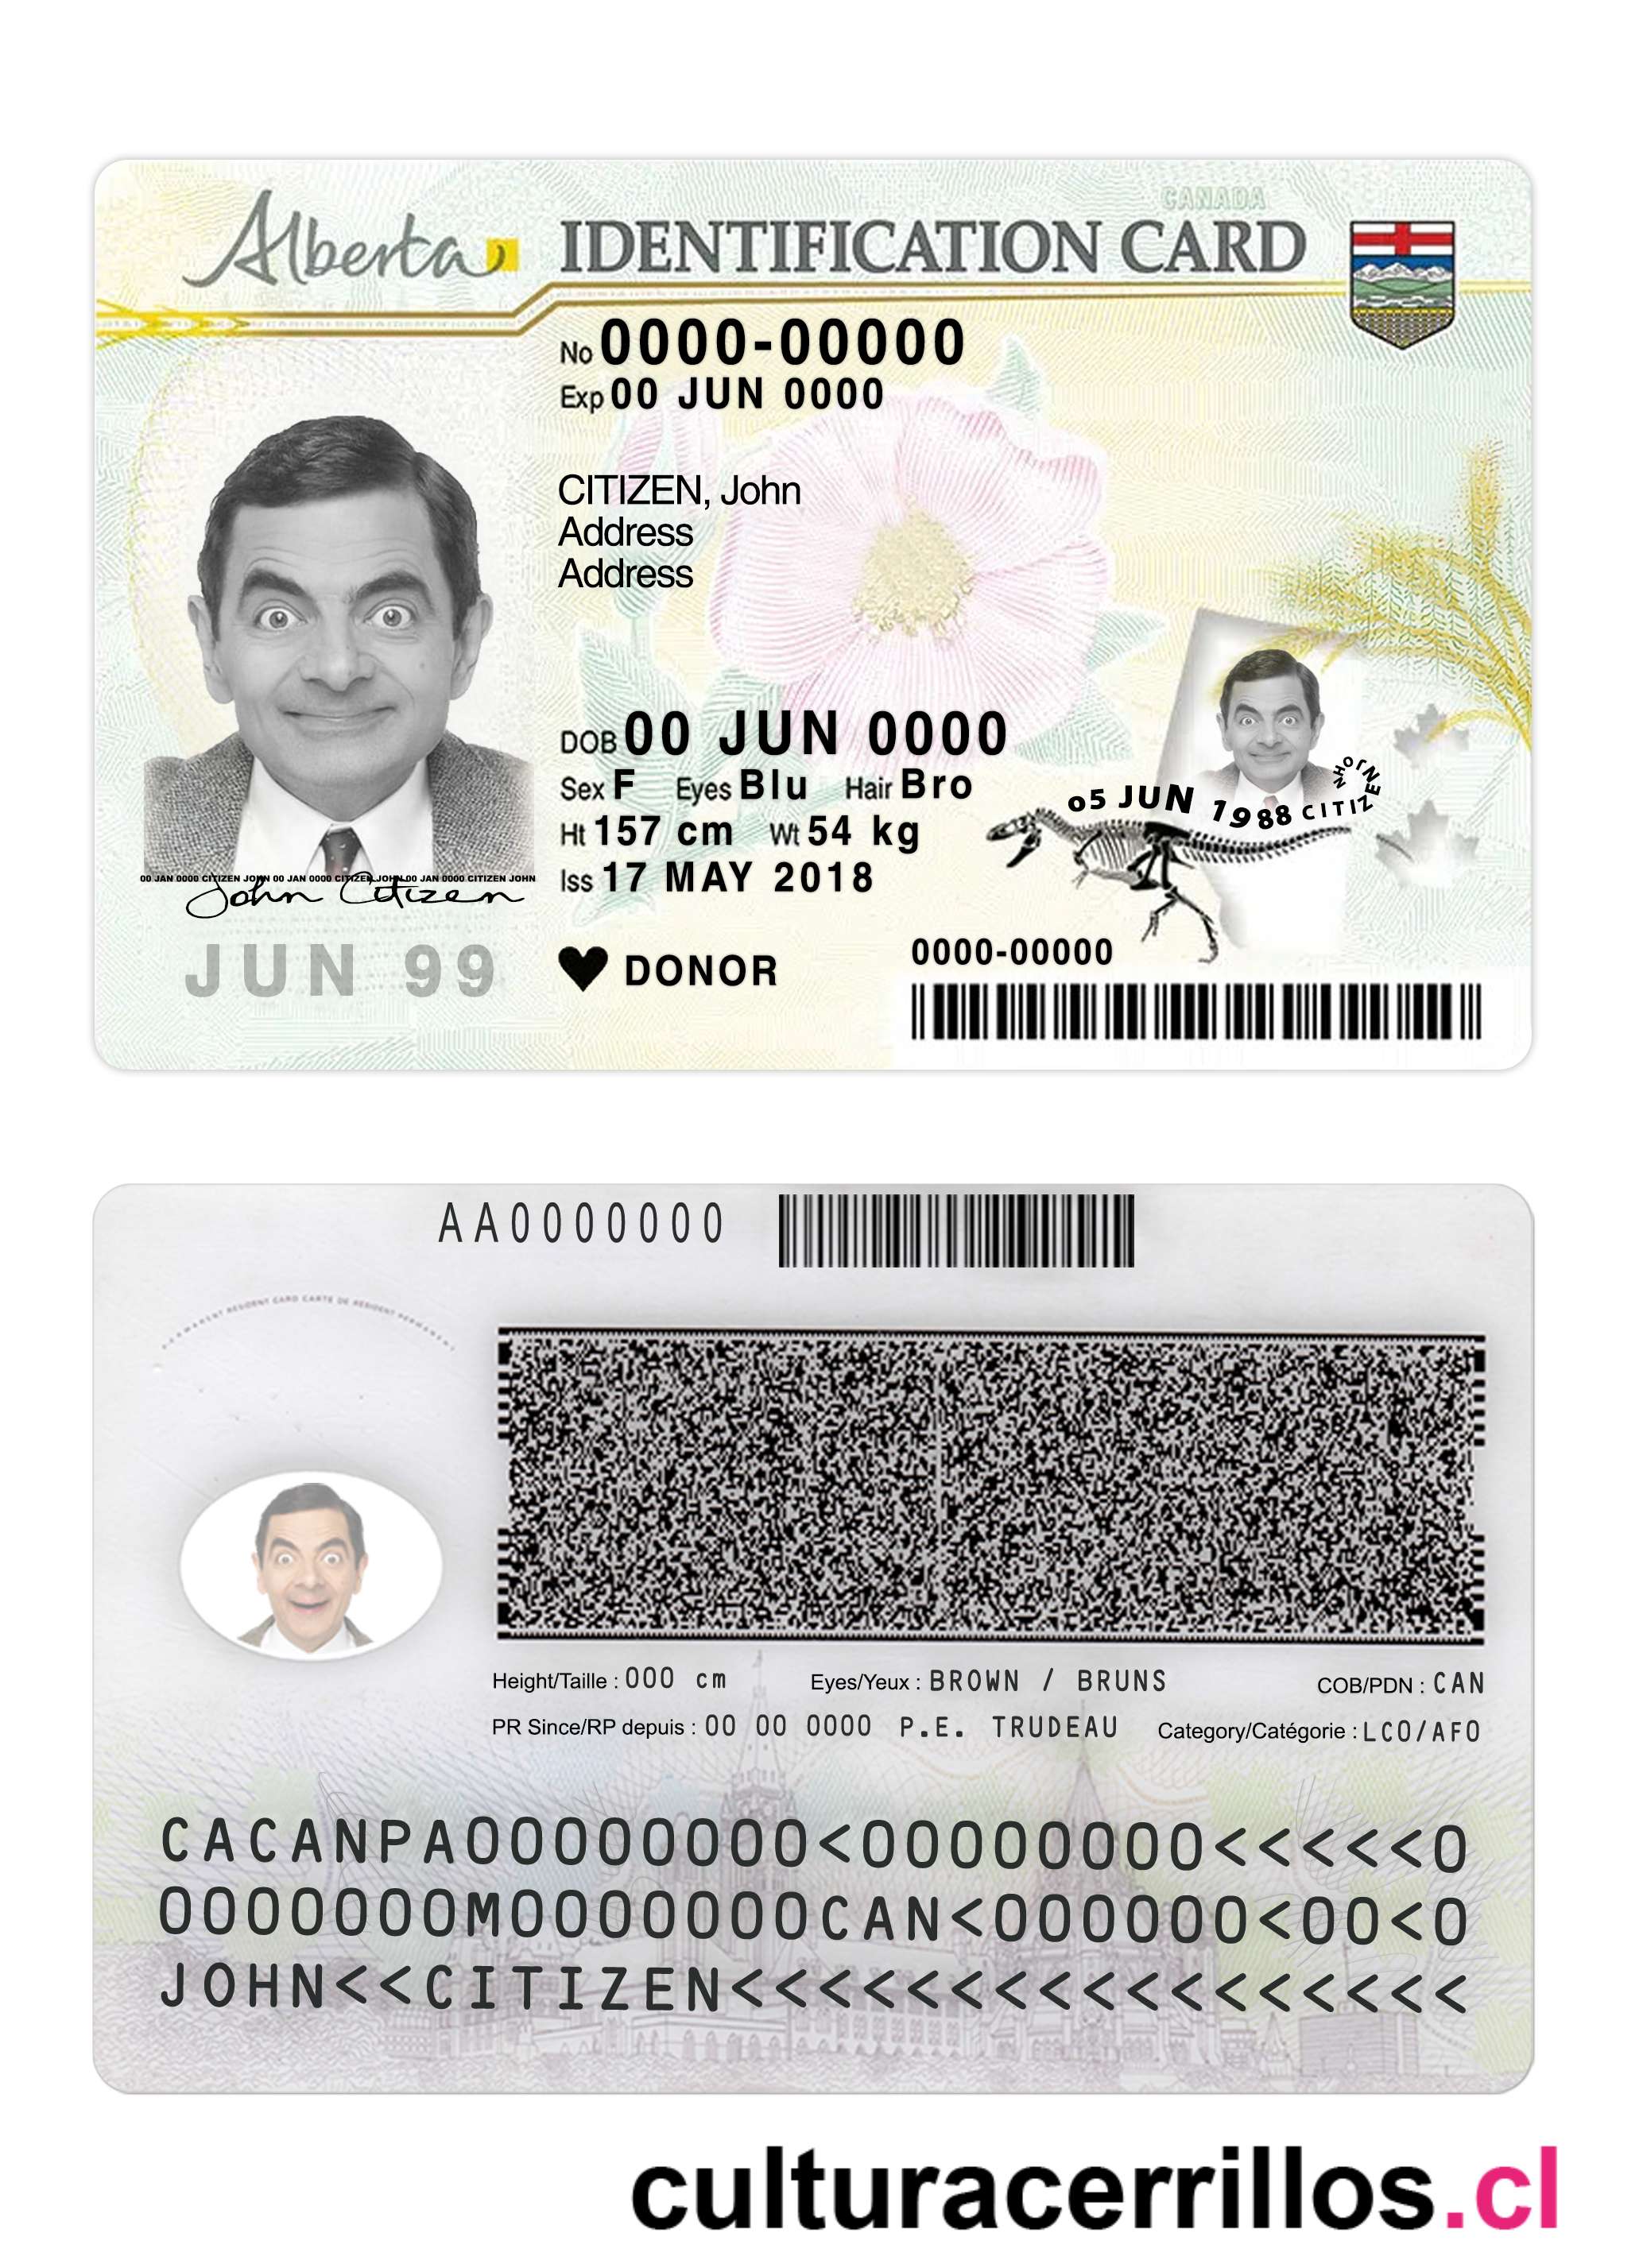 CANADA
Alberta IDENTIFICATION CARD
No 0000-00000
Exp 00 JUN 0000
CITIZEN, John
Address
Address
DOB 00 JUN 0000
Sex F Eyes Blu Hair Bro
Ht 157 cm Wt 54 kg
Iss 17 MAY 2018
05 JUN 1988 CITIZEN JOHN
00 JAN 0000 CITIZEN JOHN 00 JAN 0000 CITIZEN JOHN 00 JAN 0000 CITIZEN JOHN
John Citizen
JUN 99
DONOR
0000-00000
AA0000000
PERMANENT RESIDENT CARD CARTE DE RESIDENT PERMANENT
Height/Taille : 000 cm Eyes/Yeux : BROWN / BRUNS COB/PDN : CAN
PR Since/RP depuis : 00 00 0000 P.E. TRUDEAU Category/Catégorie : LCO/AFO
CACANPA00000000<00000000<<<<<0
0000000M0000000CAN<000000<00<0
JOHN<<CITIZEN<<<<<<<<<<<<<<<<<
culturacerrillos.cl